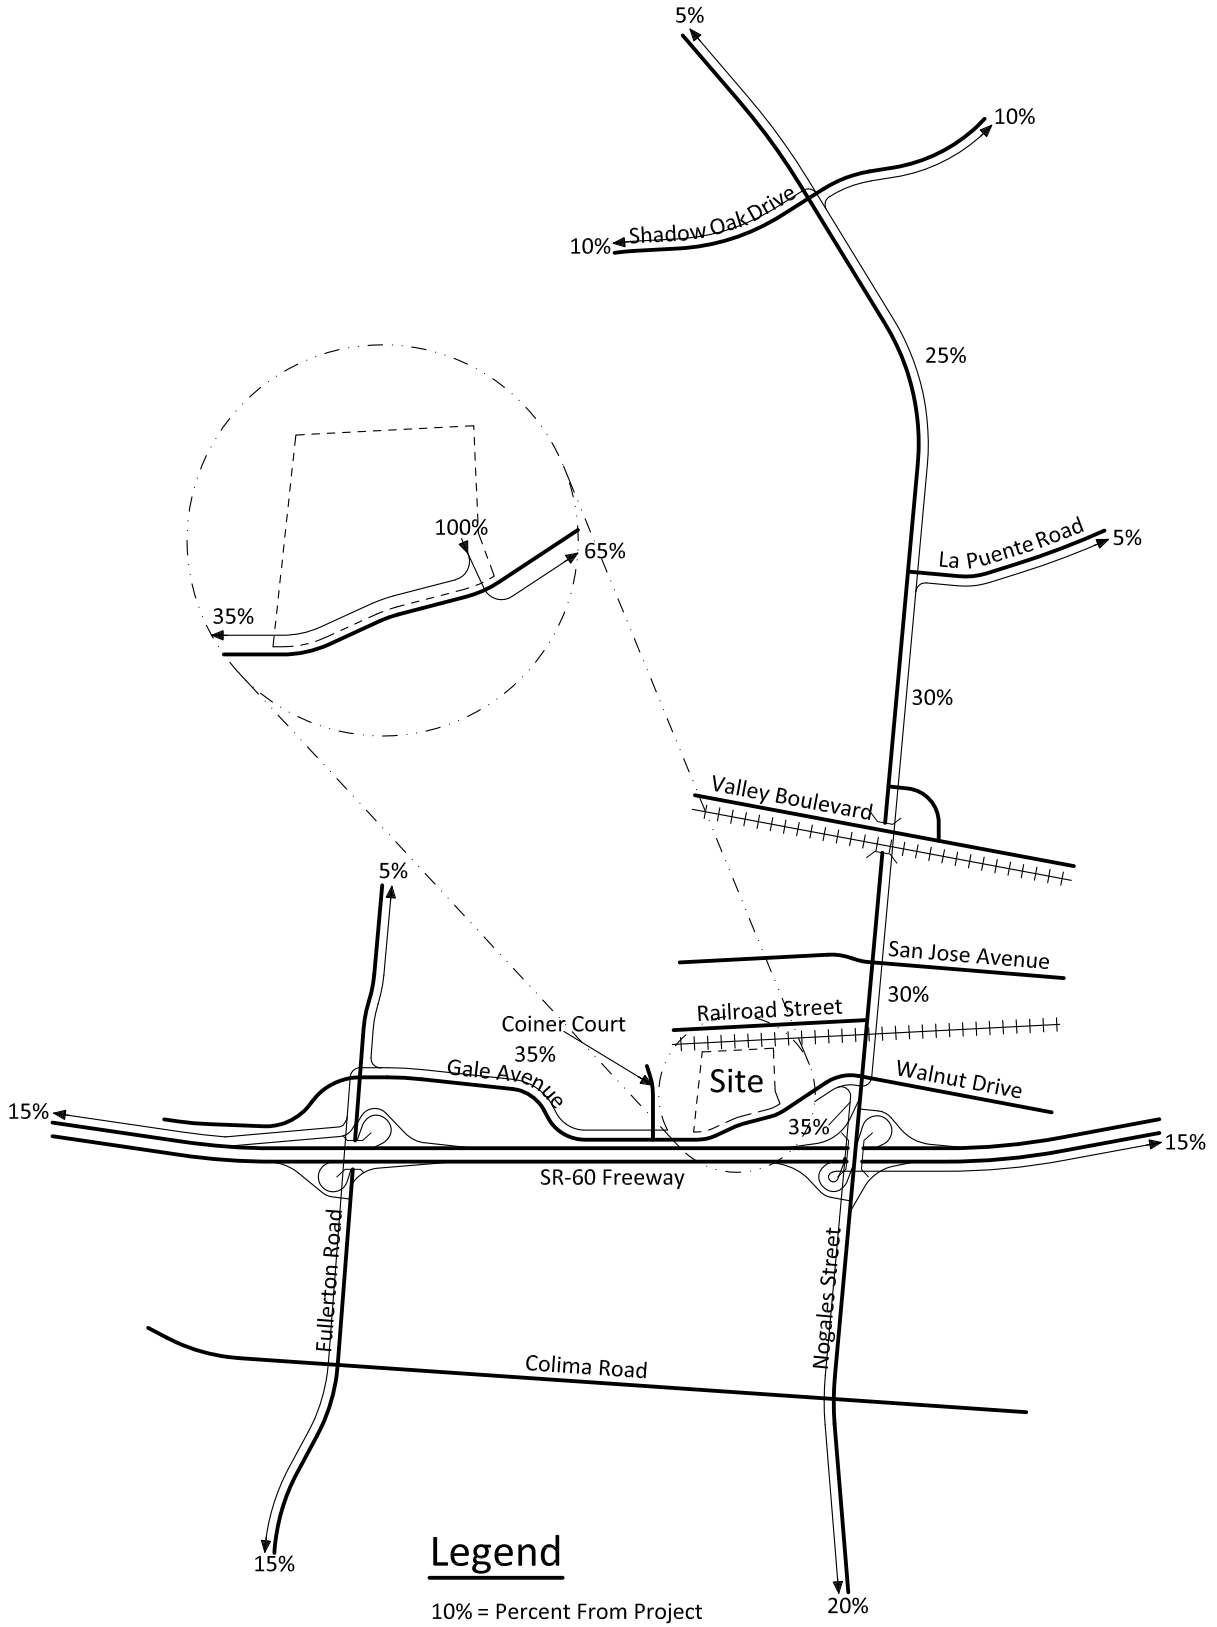 5%
10%
Shadow Oak Drive
10%
25%
La Puente Road
5%
100%
65%
35%
30%
Valley Boulevard
5%
San Jose Avenue
30%
Railroad Street
Coiner Court
35%
Gale Avenue
Site
Walnut Drive
15%
35%
15%
SR-60 Freeway
Fullerton Road
Nogales Street
Colima Road
15%
20%
Legend
10% = Percent From Project